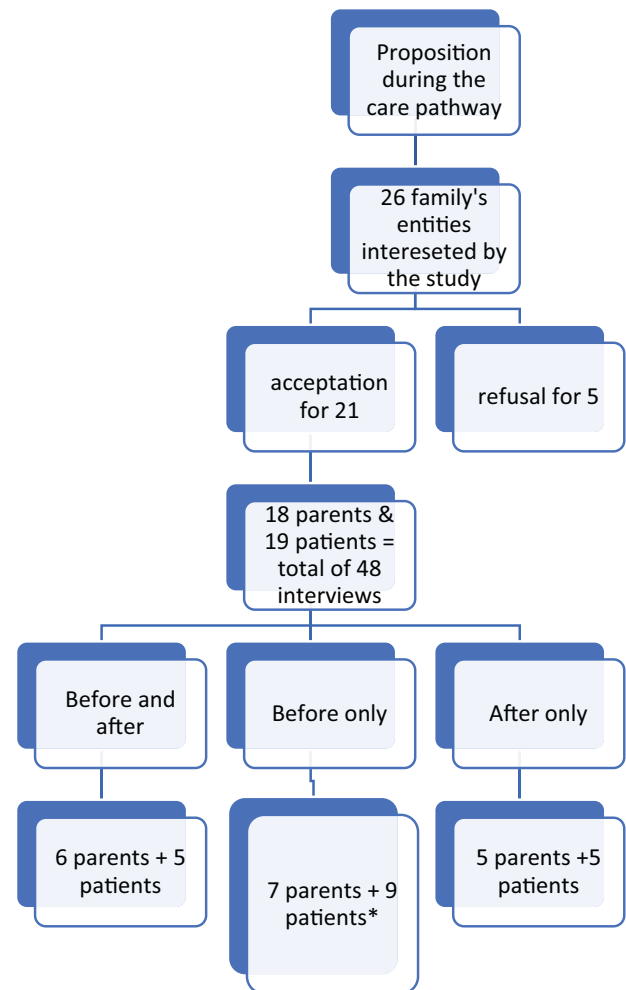 Proposition
during the
care pathway
26 family's
entities
intereseted by
the study
acceptation
for 21
refusal for 5
18 parents &
19 patients =
total of 48
interviews
Before and
after
Before only
After only
6 parents + 5
patients
7 parents + 9
patients*
5 parents +5
patients